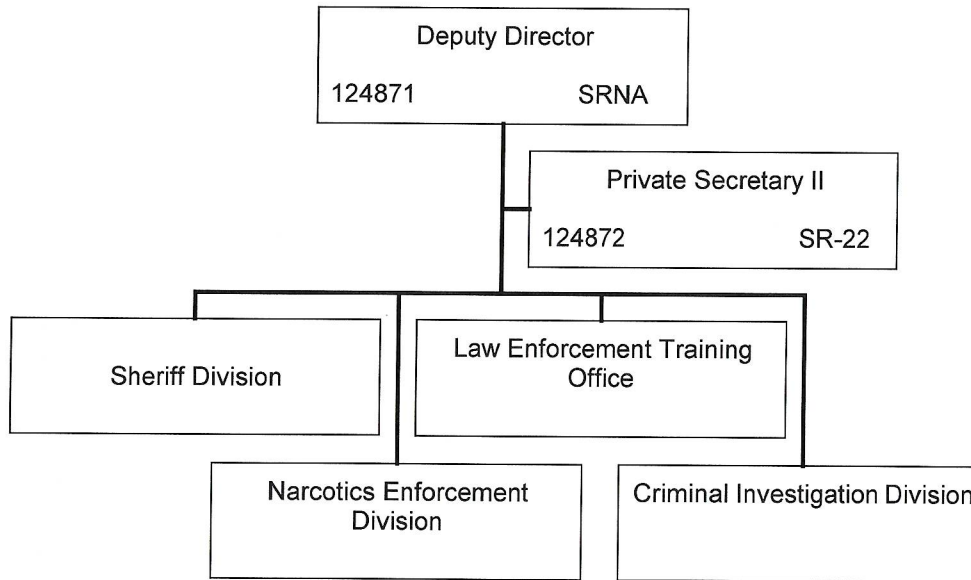 Deputy Director
124871 SRNA
Private Secretary II
124872 SR-22
Sheriff Division
Law Enforcement Training
Office
Narcotics Enforcement
Division
Criminal Investigation Division